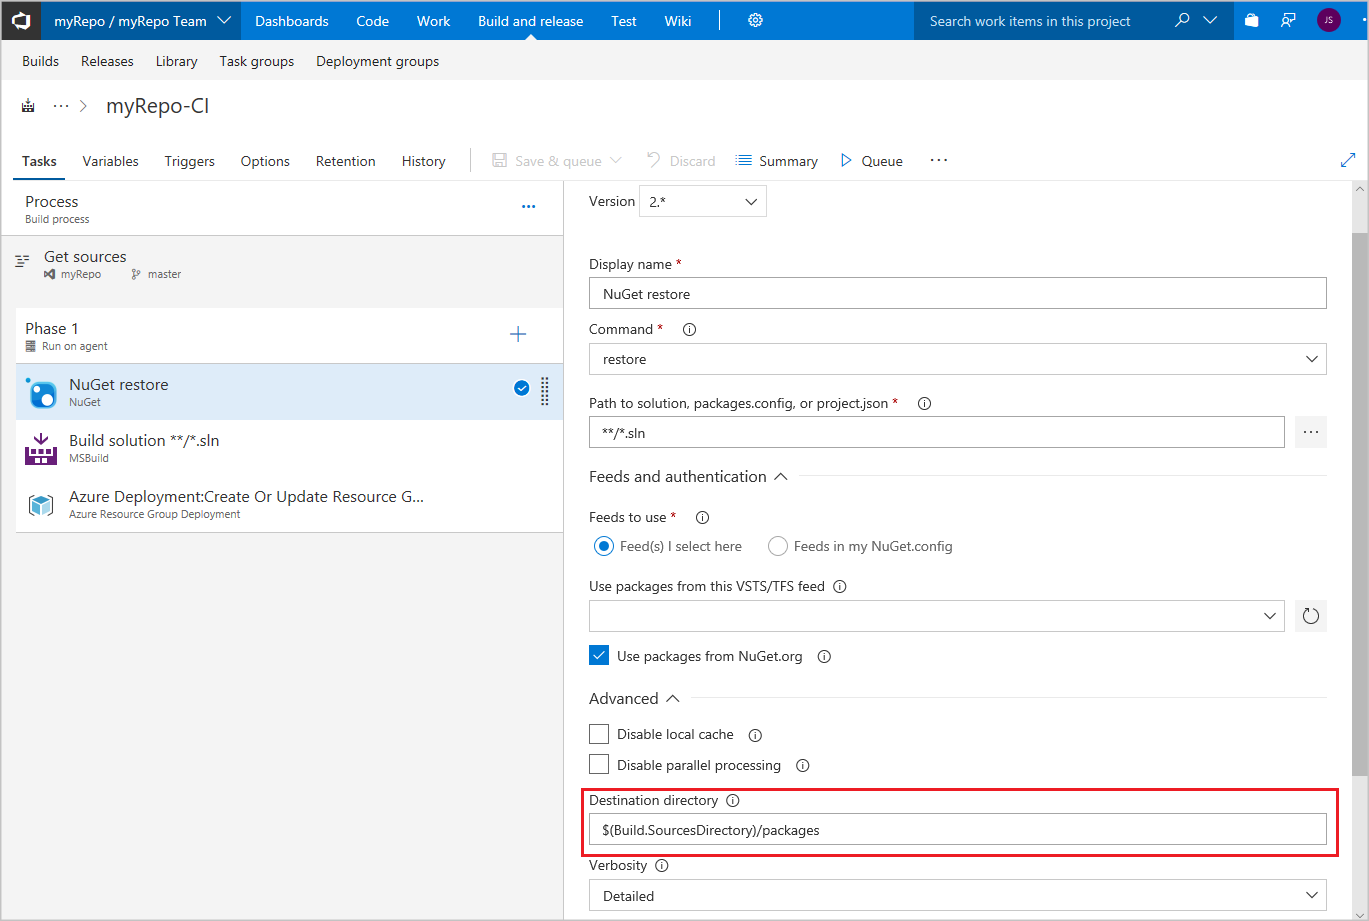 myRepo / myRepo Team Dashboards Code Work Build and release Test Wiki Search work items in this project JS
Builds Releases Library Task groups Deployment groups
··· > myRepo-CI
Tasks Variables Triggers Options Retention History Save & queue Discard Summary Queue ···
Process ···
Build process
Get sources
myRepo master
Phase 1
Run on agent
NuGet restore
NuGet
Build solution **/*.sln
MSBuild
Azure Deployment:Create Or Update Resource G...
Azure Resource Group Deployment
Version 2.*
Display name *
NuGet restore
Command *
restore
Path to solution, packages.config, or project.json *
**/*.sln ···
Feeds and authentication
Feeds to use *
Feed(s) I select here Feeds in my NuGet.config
Use packages from this VSTS/TFS feed
Use packages from NuGet.org
Advanced
Disable local cache
Disable parallel processing
Destination directory
$(Build.SourcesDirectory)/packages
Verbosity
Detailed